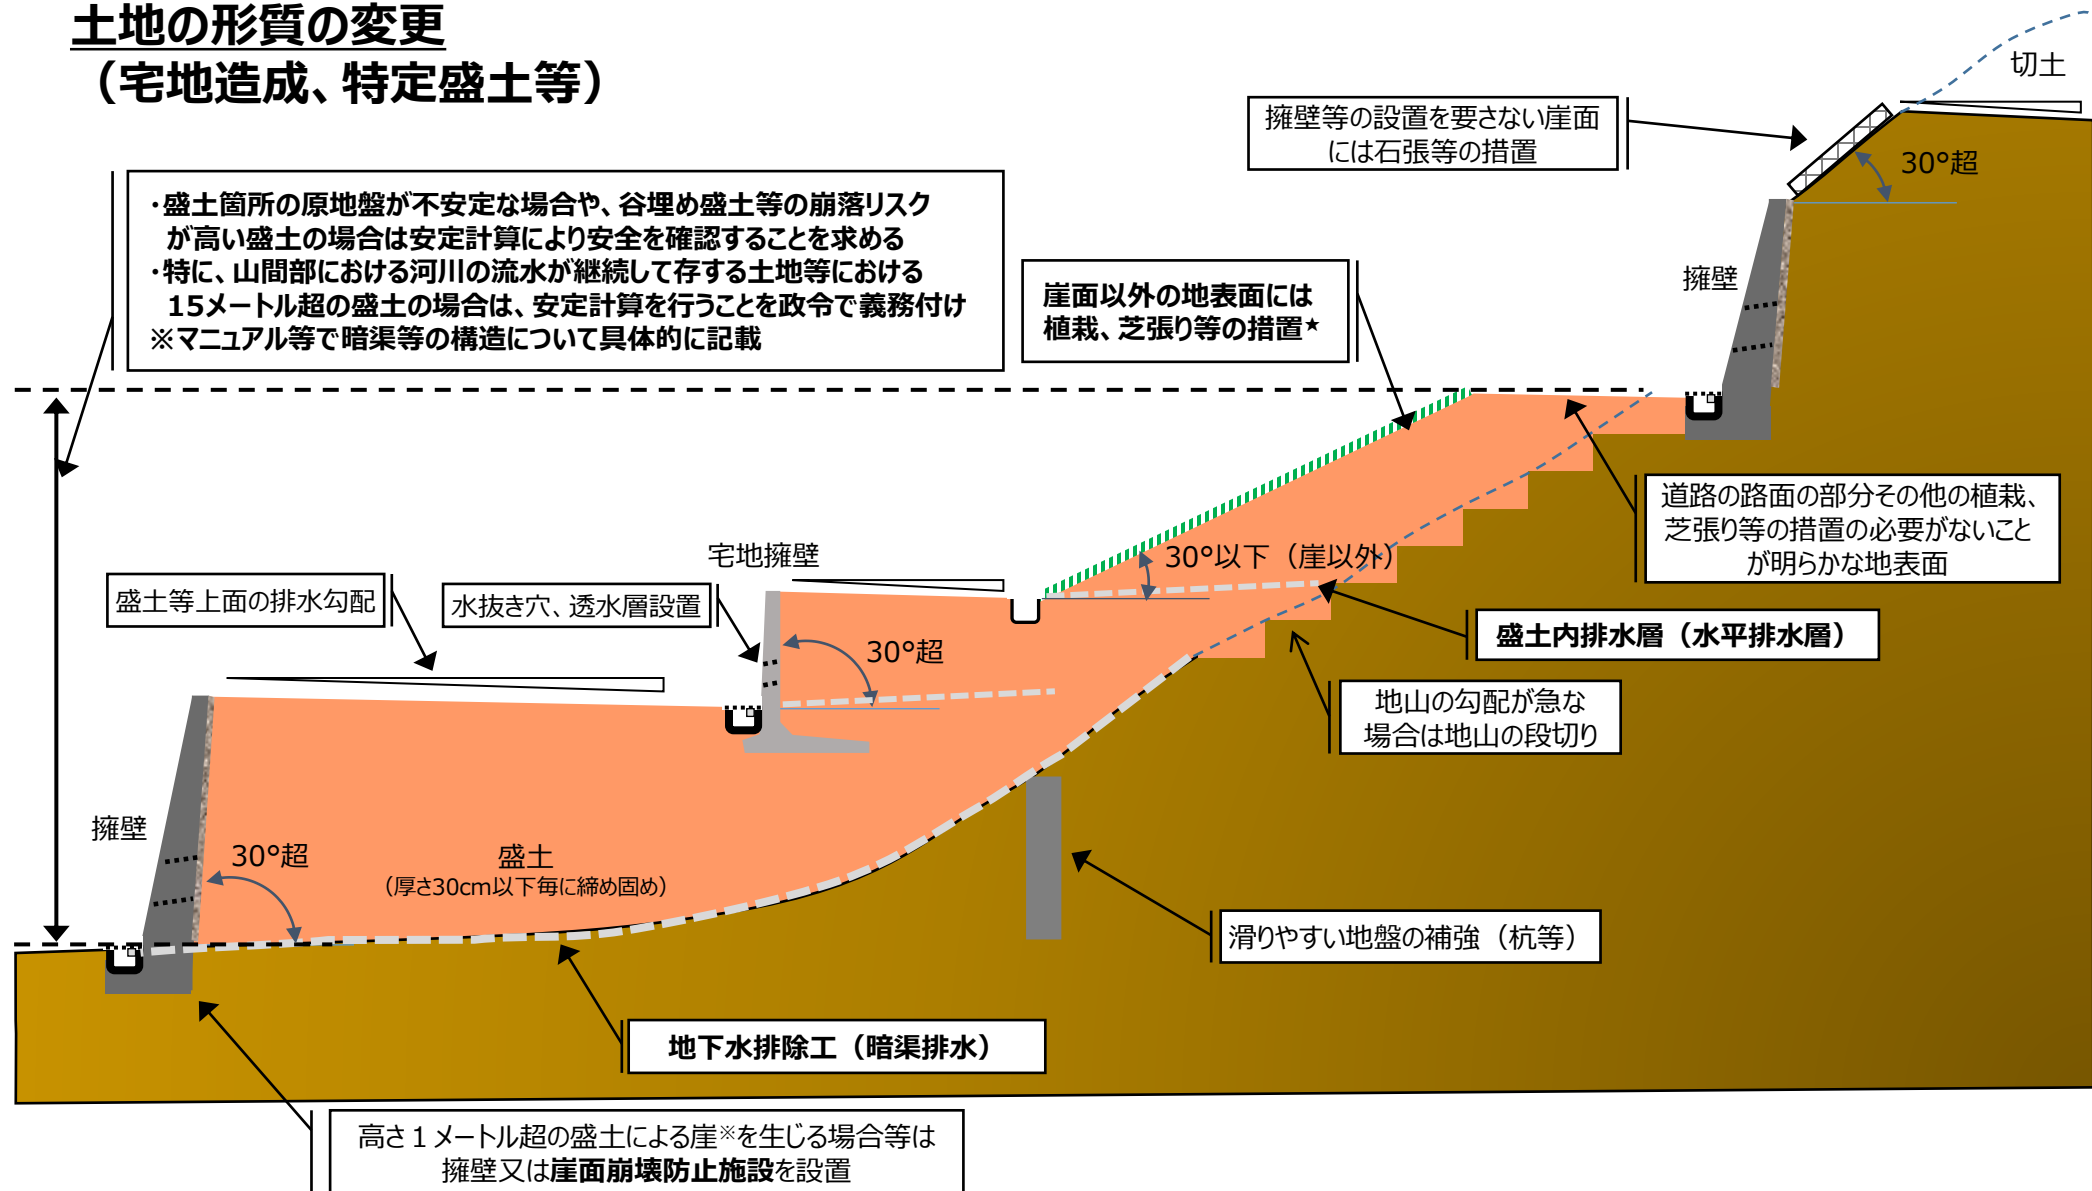 土地の形質の変更
（宅地造成、特定盛土等）
切土
擁壁等の設置を要さない崖面
には石張等の措置
30°超
・盛土箇所の原地盤が不安定な場合や、谷埋め盛土等の崩落リスク
が高い盛土の場合は安定計算により安全を確認することを求める
・特に、山間部における河川の流水が継続して存する土地等における
15メートル超の盛土の場合は、安定計算を行うことを政令で義務付け
※マニュアル等で暗渠等の構造について具体的に記載
崖面以外の地表面には
植栽、芝張り等の措置★
擁壁
道路の路面の部分その他の植栽、
芝張り等の措置の必要がないこと
が明らかな地表面
宅地擁壁
30°以下（崖以外）
盛土等上面の排水勾配
水抜き穴、透水層設置
盛土内排水層（水平排水層）
30°超
地山の勾配が急な
場合は地山の段切り
擁壁
30°超
盛土
（厚さ30cm以下毎に締め固め）
滑りやすい地盤の補強（杭等）
地下水排除工（暗渠排水）
高さ１メートル超の盛土による崖※を生じる場合等は
擁壁又は崖面崩壊防止施設を設置